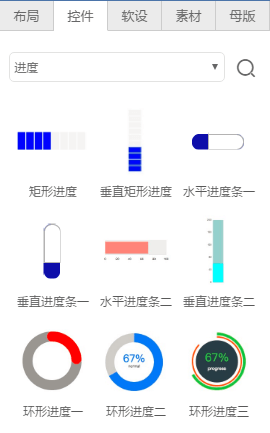 布局 控件 软设 素材 母版
进度
矩形进度 垂直矩形进度 水平进度条一
垂直进度条一 水平进度条二 垂直进度条二
67%
67%
progress
环形进度一 环形进度二 环形进度三